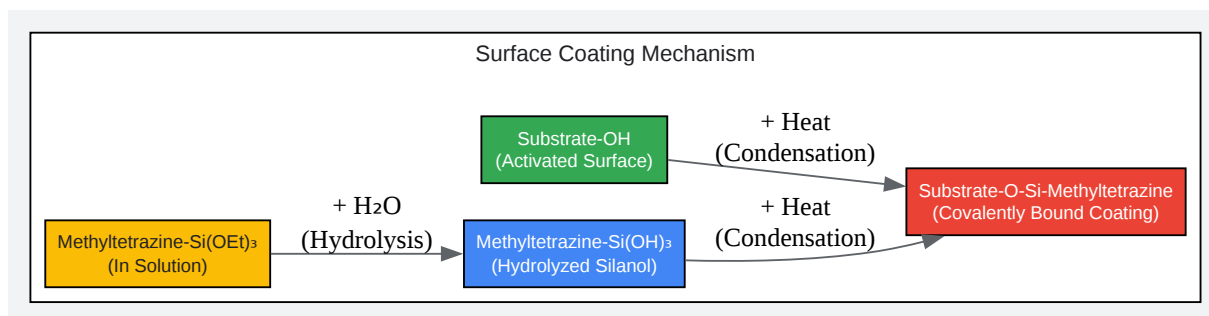 Surface Coating Mechanism
Substrate-OH
(Activated Surface)
+ Heat
(Condensation)
Substrate-O-Si-Methyltetrazine
(Covalently Bound Coating)
+ H₂O
(Hydrolysis)
+ Heat
(Condensation)
Methyltetrazine-Si(OEt)₃
(In Solution)
Methyltetrazine-Si(OH)₃
(Hydrolyzed Silanol)